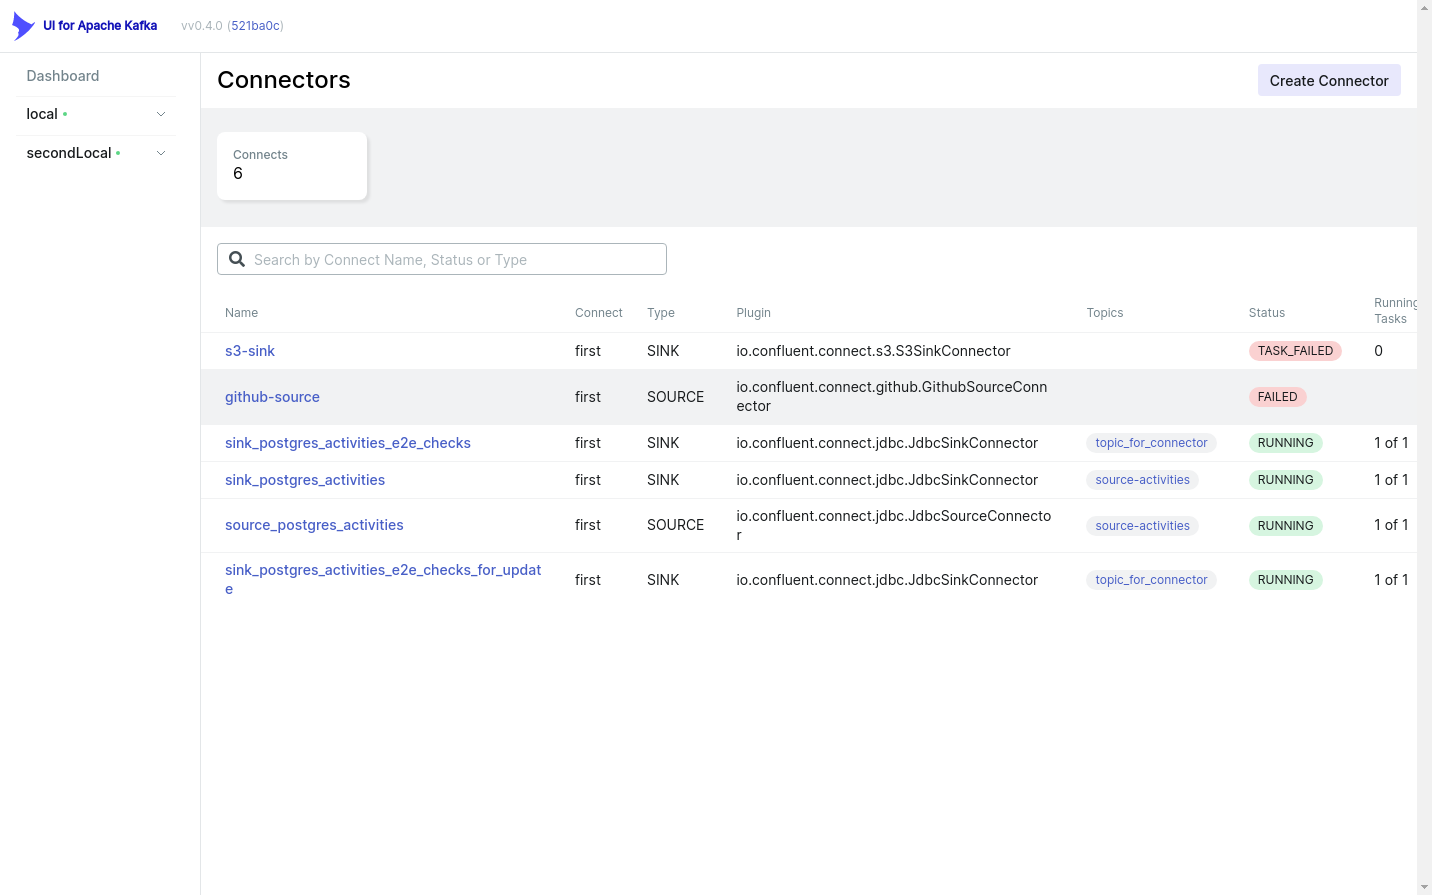 UI for Apache Kafka
vv0.4.0 (521ba0c)
Dashboard
local
secondLocal
Connectors
Create Connector
Connects
6
Search by Connect Name, Status or Type
Name Connect Type Plugin Topics Status Running
Tasks
s3-sink first SINK io.confluent.connect.s3.S3SinkConnector TASK_FAILED 0
github-source first SOURCE io.confluent.connect.github.GithubSourceConn
ector FAILED
sink_postgres_activities_e2e_checks first SINK io.confluent.connect.jdbc.JdbcSinkConnector topic_for_connector RUNNING 1 of 1
sink_postgres_activities first SINK io.confluent.connect.jdbc.JdbcSinkConnector source-activities RUNNING 1 of 1
source_postgres_activities first SOURCE io.confluent.connect.jdbc.JdbcSourceConnecto
r source-activities RUNNING 1 of 1
sink_postgres_activities_e2e_checks_for_updat
e first SINK io.confluent.connect.jdbc.JdbcSinkConnector topic_for_connector RUNNING 1 of 1